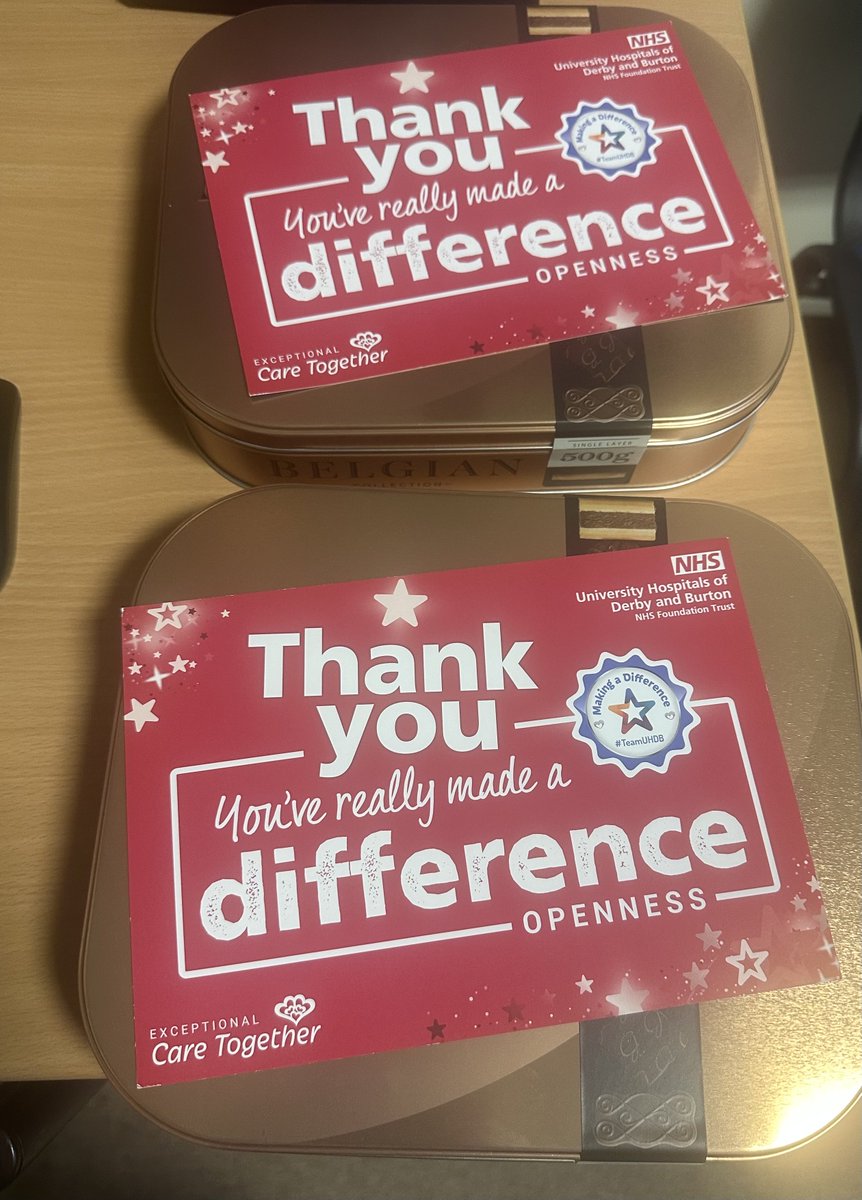 NHS
University Hospitals of
Derby and Burton
NHS Foundation Trust
Thank
you
Making a Difference
#TeamUHDB
You've really made a
difference
OPENNESS
EXCEPTIONAL
Care Together
SINGLE LAYER
500g
BELGIAN
COLLECTION
NHS
University Hospitals of
Derby and Burton
NHS Foundation Trust
Thank
you
Making a Difference
#TeamUHDB
You've really made a
difference
OPENNESS
EXCEPTIONAL
Care Together